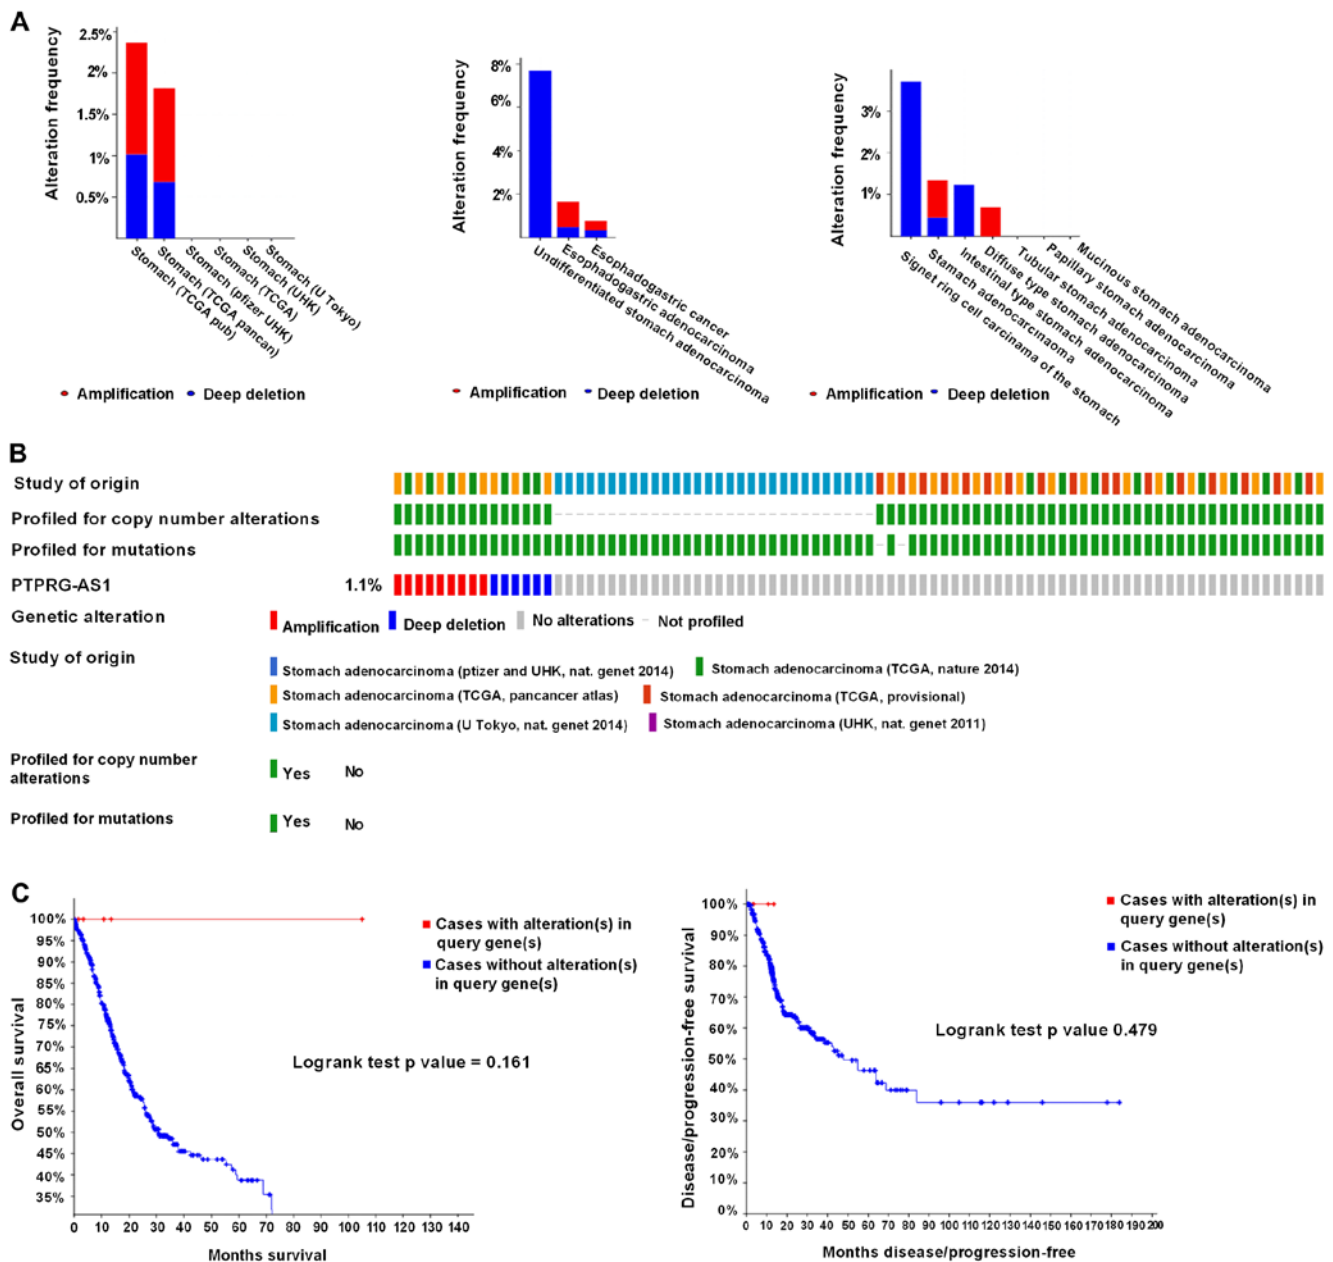 A
Alteration frequency
2.5%
2%
1.5%
1%
0.5%
Stomach (TCGA pub)
Stomach (TCGA pancan)
Stomach (pfizer UHK)
Stomach (TCGA)
Stomach (UHK)
Stomach (U Tokyo)
Amplification Deep deletion
Alteration frequency
8%
6%
4%
2%
Undifferentiated stomach adenocarcinoma
Esophadogastric adenocarcinoma
Esophadogastric cancer
Amplification Deep deletion
Alteration frequency
3%
2%
1%
Signet ring cell carcinama of the stomach
Stamach adenocarcinaoma
Intestinal type stomach adenocarcinoma
Diffuse type stomach adenocarcinoma
Tubular stomach adenocarcinoma
Papillary stomach adenocarcinoma
Mucinous stomach adenocarcinoma
Amplification Deep deletion
B
Study of origin
Profiled for copy number alterations
Profiled for mutations
PTPRG-AS1 1.1%
Genetic alteration Amplification Deep deletion No alterations Not profiled
Study of origin
Stomach adenocarcinoma (ptizer and UHK, nat. genet 2014) Stomach adenocarcinoma (TCGA, nature 2014)
Stomach adenocarcinoma (TCGA, pancancer atlas) Stomach adenocarcinoma (TCGA, provisional)
Stomach adenocarcinoma (U Tokyo, nat. genet 2014) Stomach adenocarcinoma (UHK, nat. genet 2011)
Profiled for copy number
alterations
Yes No
Profiled for mutations Yes No
C
Overall survival
100%
95%
90%
85%
80%
75%
70%
65%
60%
55%
50%
45%
40%
35%
0 10 20 30 40 50 60 70 80 90 100 110 120 130 140
Months survival
Cases with alteration(s) in
query gene(s)
Cases without alteration(s)
in query gene(s)
Logrank test p value = 0.161
Disease/progression-free survival
100%
90%
80%
70%
60%
50%
40%
30%
20%
10%
0%
0 10 20 30 40 50 60 70 80 90 100 110 120 130 140 150 160 170 180 190 200
Months disease/progression-free
Cases with alteration(s) in
query gene(s)
Cases without alteration(s)
in query gene(s)
Logrank test p value 0.479